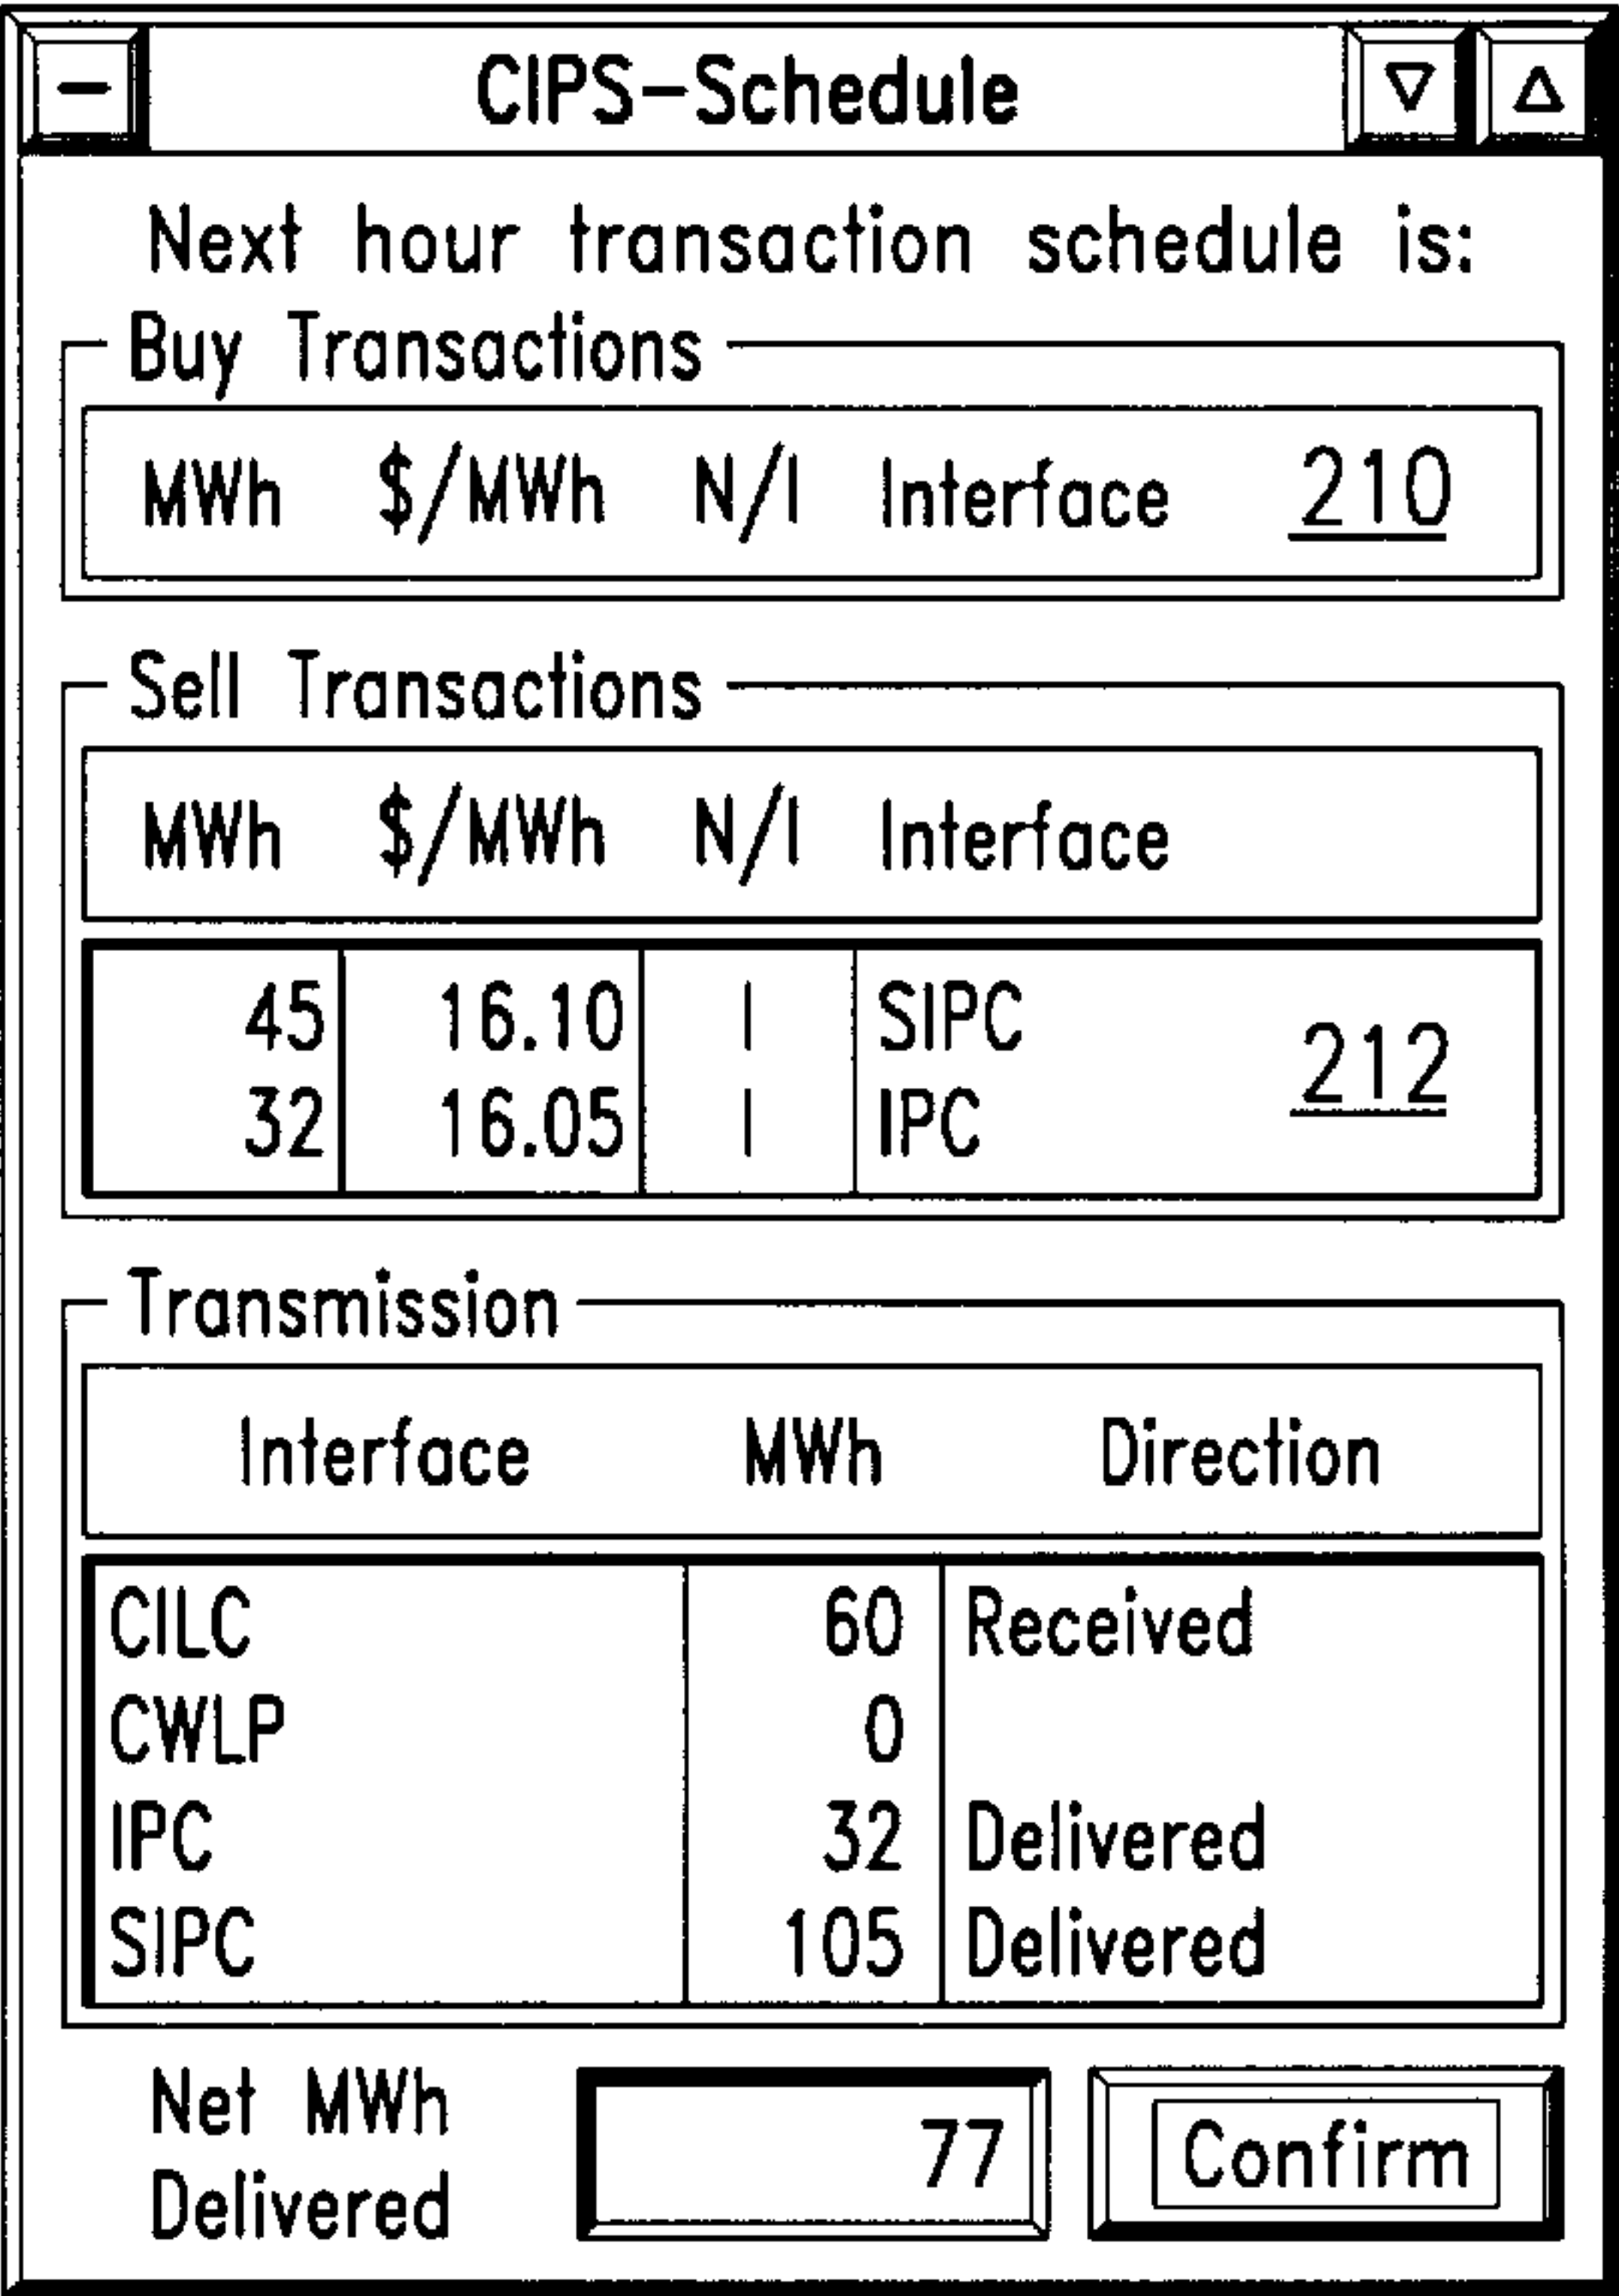 CIPS-Schedule
Next hour transaction schedule is:
Buy Transactions
MWh $/MWh N/I Interface 210
Sell Transactions
MWh $/MWh N/I Interface
45 16.10 I SIPC
212
32 16.05 I IPC
Transmission
Interface MWh Direction
CILC 60 Received
CWLP 0
IPC 32 Delivered
SIPC 105 Delivered
Net MWh
Delivered
77
Confirm